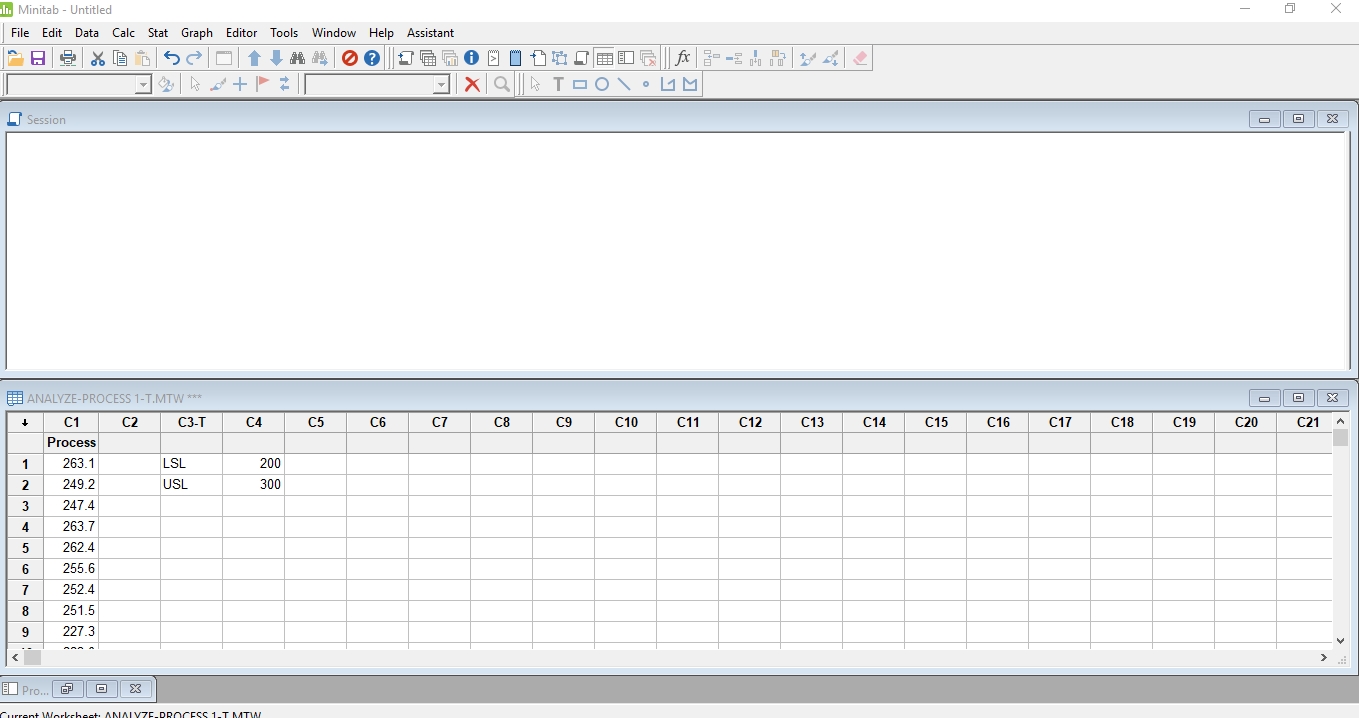 Minitab - Untitled
File Edit Data Calc Stat Graph Editor Tools Window Help Assistant
Session
ANALYZE-PROCESS 1-T.MTW ***
C1 C2 C3-T C4 C5 C6 C7 C8 C9 C10 C11 C12 C13 C14 C15 C16 C17 C18 C19 C20 C21
Process
1 263.1 LSL 200
2 249.2 USL 300
3 247.4
4 263.7
5 262.4
6 255.6
7 252.4
8 251.5
9 227.3
Pro...
Current Worksheet: ANALYZE-PROCESS 1-T.MTW